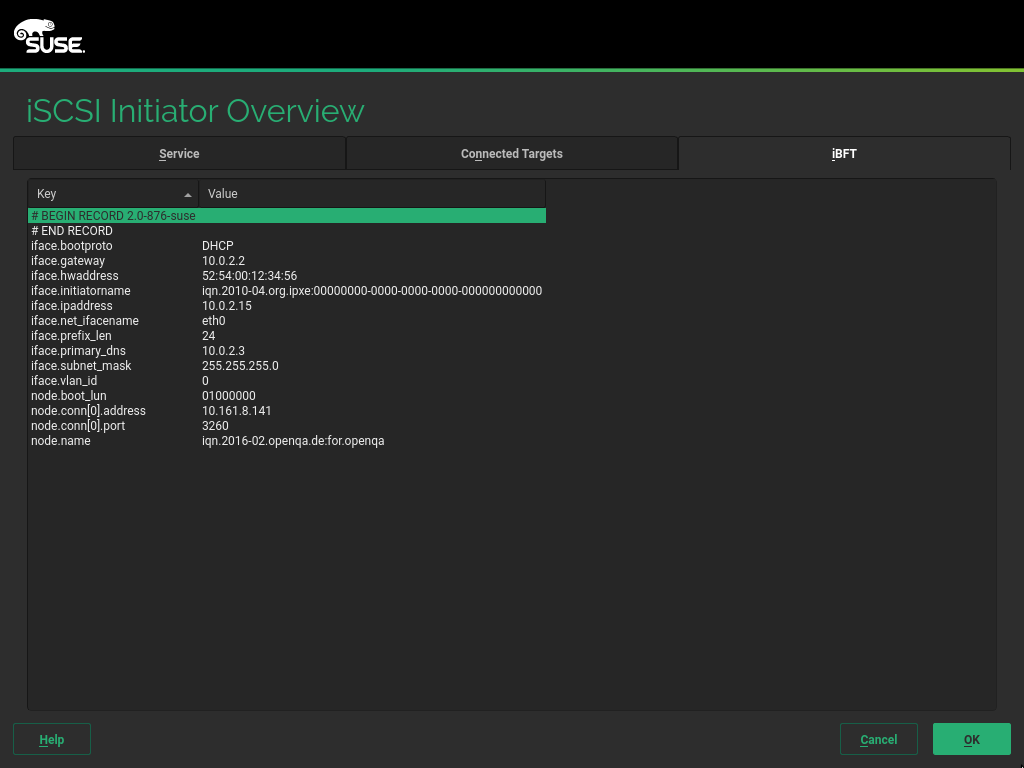 SUSE
iSCSI Initiator Overview
Service Connected Targets iBFT
Key Value
# BEGIN RECORD 2.0-876-suse
# END RECORD
iface.bootproto DHCP
iface.gateway 10.0.2.2
iface.hwaddress 52:54:00:12:34:56
iface.initiatorname iqn.2010-04.org.ipxe:00000000-0000-0000-0000-000000000000
iface.ipaddress 10.0.2.15
iface.net_ifacename eth0
iface.prefix_len 24
iface.primary_dns 10.0.2.3
iface.subnet_mask 255.255.255.0
iface.vlan_id 0
node.boot_lun 01000000
node.conn[0].address 10.161.8.141
node.conn[0].port 3260
node.name iqn.2016-02.openqa.de:for.openqa
Help Cancel OK